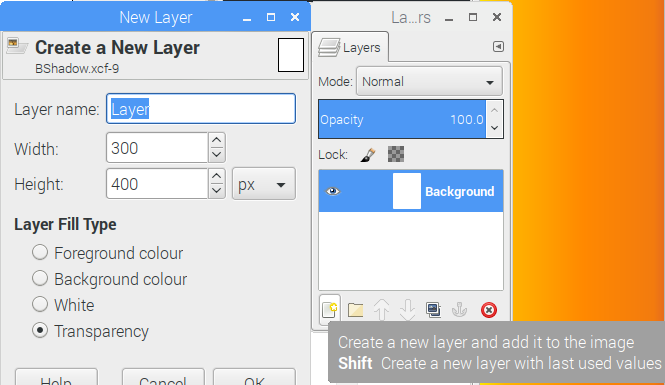 New Layer
Create a New Layer
BShadow.xcf-9
Layer name: Layer
Width: 300
Height: 400 px
Layer Fill Type
Foreground colour
Background colour
White
Transparency
Help Cancel OK
La...rs
Layers
Mode: Normal
Opacity 100.0
Lock:
Background
Create a new layer and add it to the image
Shift Create a new layer with last used values